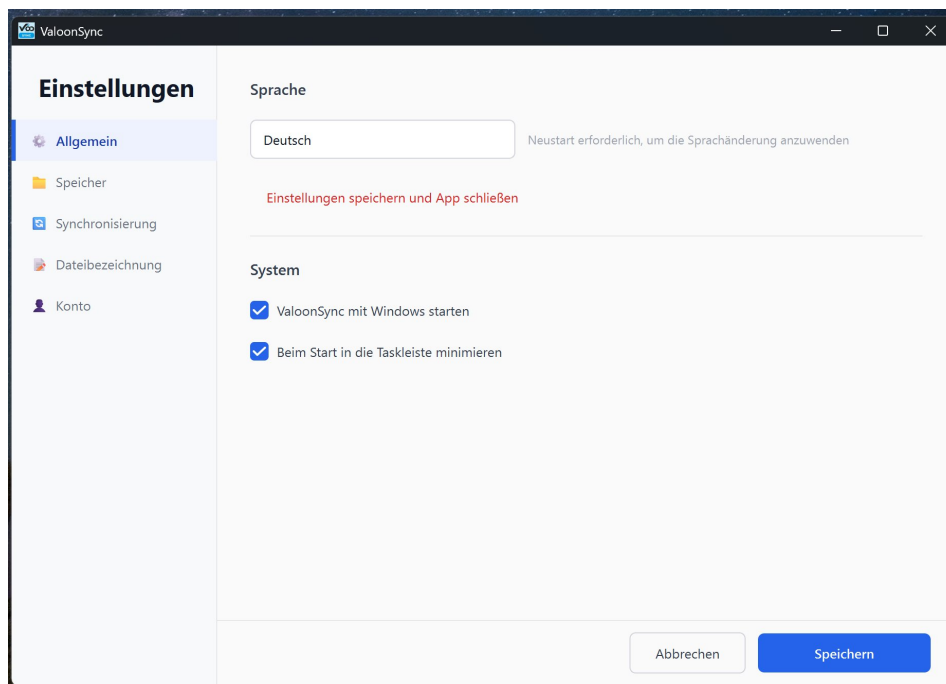 ValoonSync
Einstellungen
Allgemein
Speicher
Synchronisierung
Dateibezeichnung
Konto
Sprache
Deutsch
Neustart erforderlich, um die Sprachänderung anzuwenden
Einstellungen speichern und App schließen
System
ValoonSync mit Windows starten
Beim Start in die Taskleiste minimieren
Abbrechen
Speichern